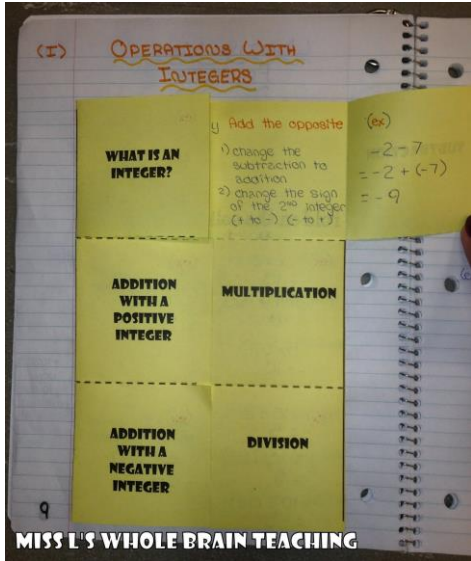 (I) OPERATIONS WITH
INTEGERS
WHAT IS AN
INTEGER?
Add the opposite
1) change the
subtraction to
addition
2) change the sign
of the 2nd integer
(+ to -) (- to +)
(ex)
-2-7
= -2 + (-7)
= -9
ADDITION
WITH A
POSITIVE
INTEGER
MULTIPLICATION
ADDITION
WITH A
NEGATIVE
INTEGER
DIVISION
9
MISS L'S WHOLE BRAIN TEACHING